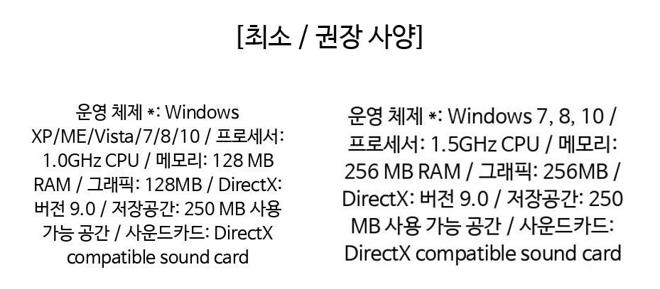 [최소 / 권장 사양]
운영 체제 *: Windows
XP/ME/Vista/7/8/10 / 프로세서:
1.0GHz CPU / 메모리: 128 MB
RAM / 그래픽: 128MB / DirectX:
버전 9.0 / 저장공간: 250 MB 사용
가능 공간 / 사운드카드: DirectX
compatible sound card
운영 체제 *: Windows 7, 8, 10 /
프로세서: 1.5GHz CPU / 메모리:
256 MB RAM / 그래픽: 256MB /
DirectX: 버전 9.0 / 저장공간: 250
MB 사용 가능 공간 / 사운드카드:
DirectX compatible sound card